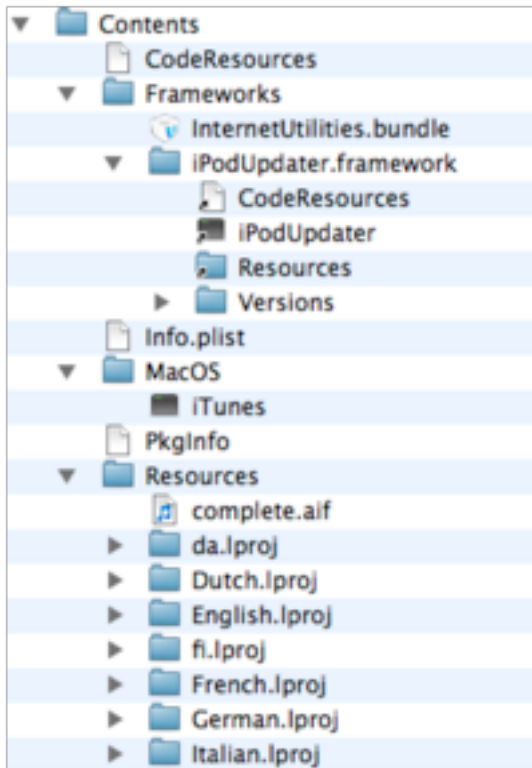 Contents
CodeResources
Frameworks
InternetUtilities.bundle
iPodUpdater.framework
CodeResources
iPodUpdater
Resources
Versions
Info.plist
MacOS
iTunes
PkgInfo
Resources
complete.aif
da.lproj
Dutch.lproj
English.lproj
fi.lproj
French.lproj
German.lproj
Italian.lproj